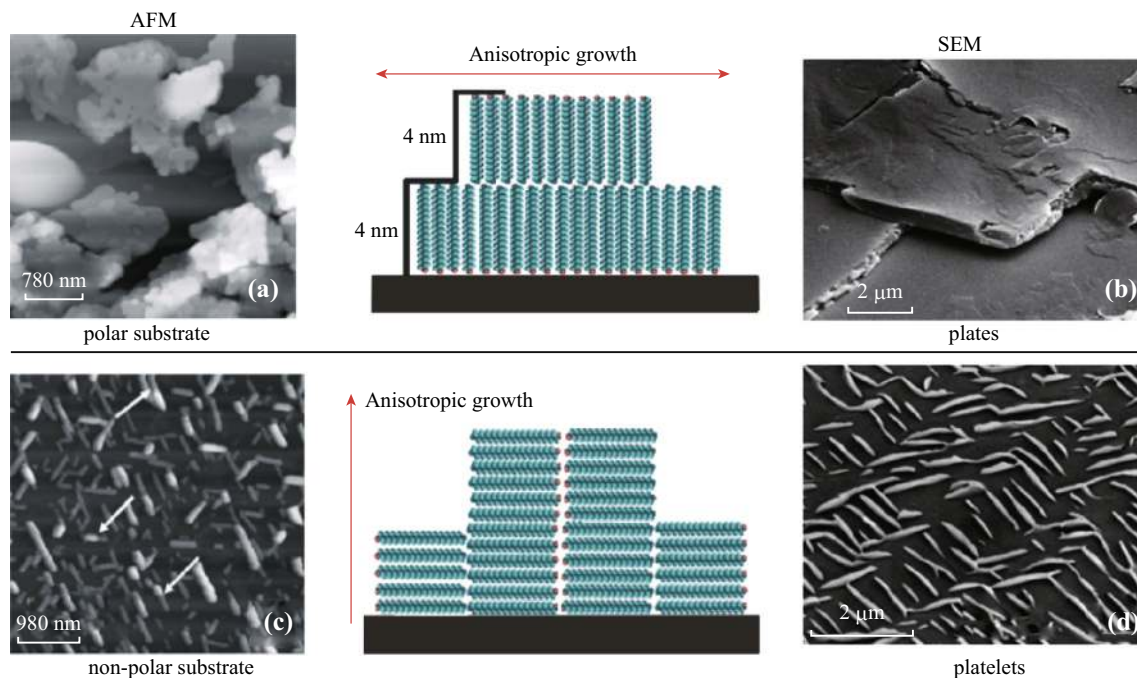 AFM
Anisotropic growth
SEM
4 nm
4 nm
780 nm
(a)
2 μm
(b)
polar substrate
plates
Anisotropic growth
980 nm
(c)
2 μm
(d)
non-polar substrate
platelets